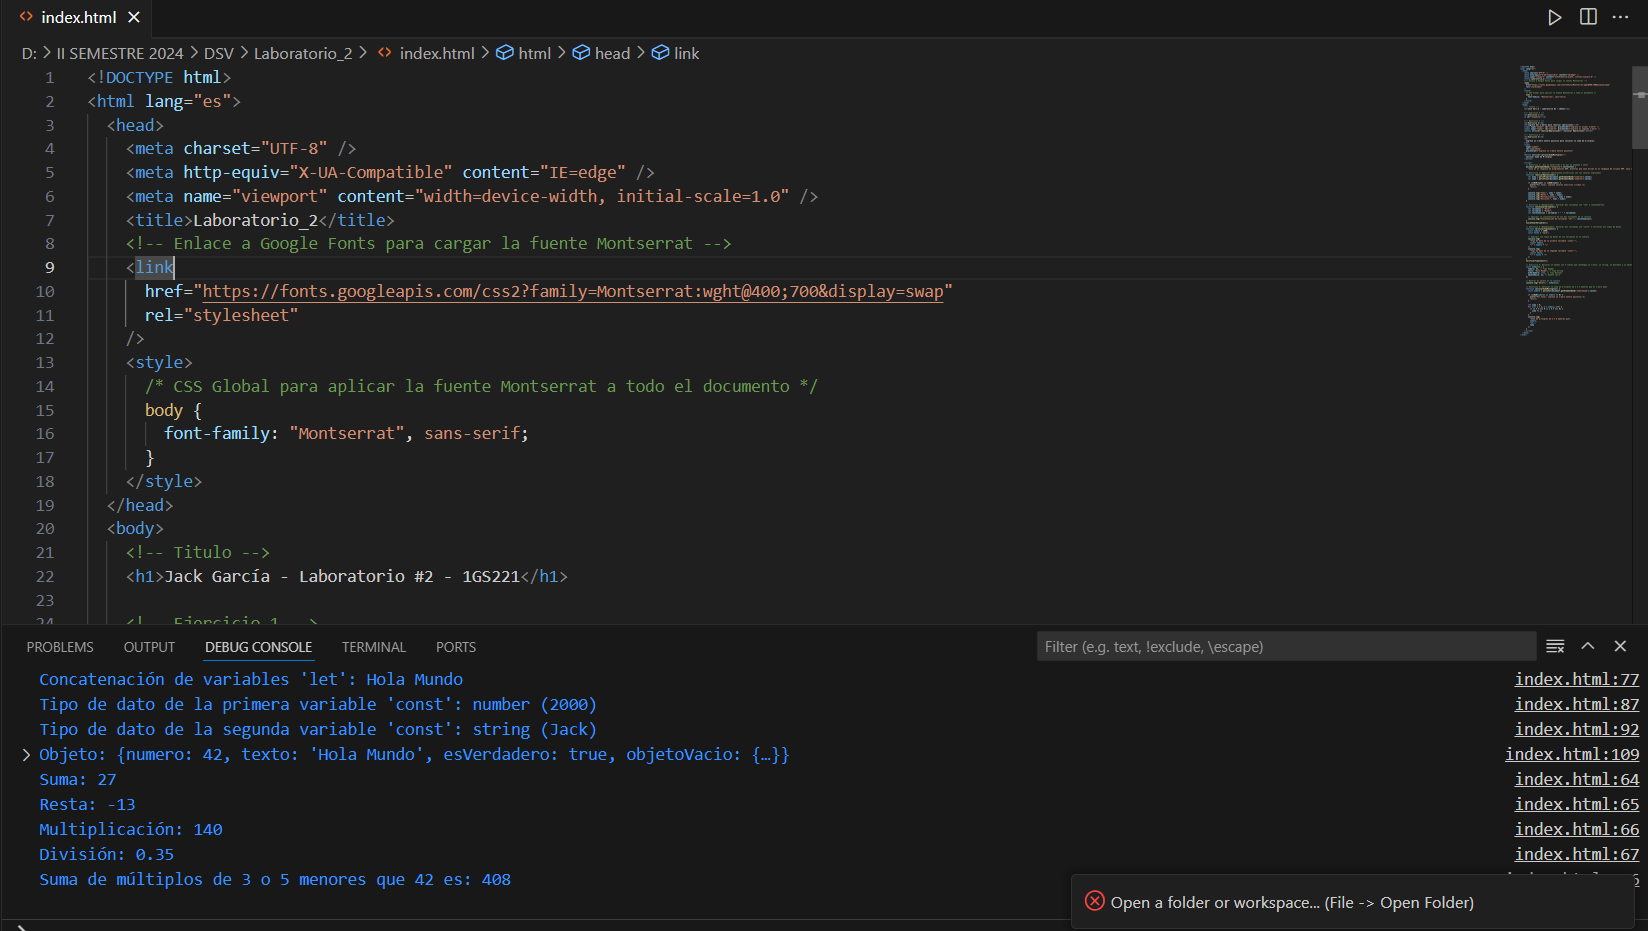 index.html
D: > II SEMESTRE 2024 > DSV > Laboratorio_2 > index.html > html > head > link
1 <!DOCTYPE html>
2 <html lang="es">
3 <head>
4 <meta charset="UTF-8" />
5 <meta http-equiv="X-UA-Compatible" content="IE=edge" />
6 <meta name="viewport" content="width=device-width, initial-scale=1.0" />
7 <title>Laboratorio_2</title>
8 <!-- Enlace a Google Fonts para cargar la fuente Montserrat -->
9 <link
10 href="https://fonts.googleapis.com/css2?family=Montserrat:wght@400;700&display=swap"
11 rel="stylesheet"
12 />
13 <style>
14 /* CSS Global para aplicar la fuente Montserrat a todo el documento */
15 body {
16 font-family: "Montserrat", sans-serif;
17 }
18 </style>
19 </head>
20 <body>
21 <!-- Titulo -->
22 <h1>Jack García - Laboratorio #2 - 1GS221</h1>
23
24 <!-- Ejercicio 1 -->
PROBLEMS OUTPUT DEBUG CONSOLE TERMINAL PORTS Filter (e.g. text, !exclude, \escape)
Concatenación de variables 'let': Hola Mundo index.html:77
Tipo de dato de la primera variable 'const': number (2000) index.html:87
Tipo de dato de la segunda variable 'const': string (Jack) index.html:92
> Objeto: {numero: 42, texto: 'Hola Mundo', esVerdadero: true, objetoVacio: {…}} index.html:109
Suma: 27 index.html:64
Resta: -13 index.html:65
Multiplicación: 140 index.html:66
División: 0.35 index.html:67
Suma de múltiplos de 3 o 5 menores que 42 es: 408
Open a folder or workspace... (File -> Open Folder)